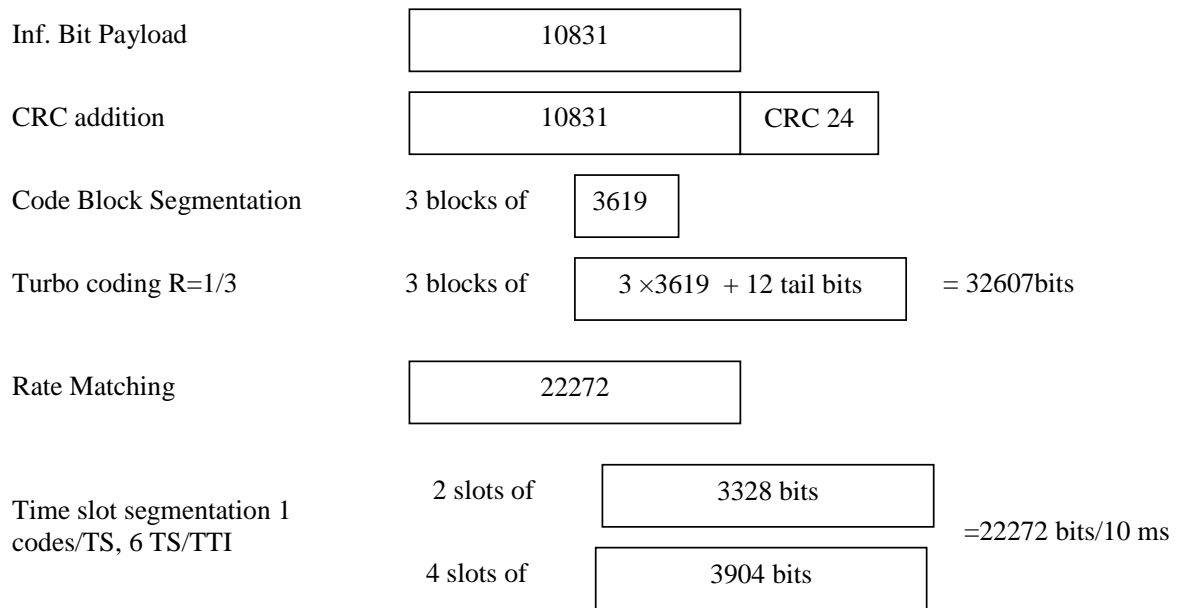 Inf. Bit Payload 10831
CRC addition 10831 CRC 24
Code Block Segmentation 3 blocks of 3619
Turbo coding R=1/3 3 blocks of 3 ×3619 + 12 tail bits = 32607bits
Rate Matching 22272
2 slots of 3328 bits
Time slot segmentation 1
codes/TS, 6 TS/TTI
=22272 bits/10 ms
4 slots of 3904 bits